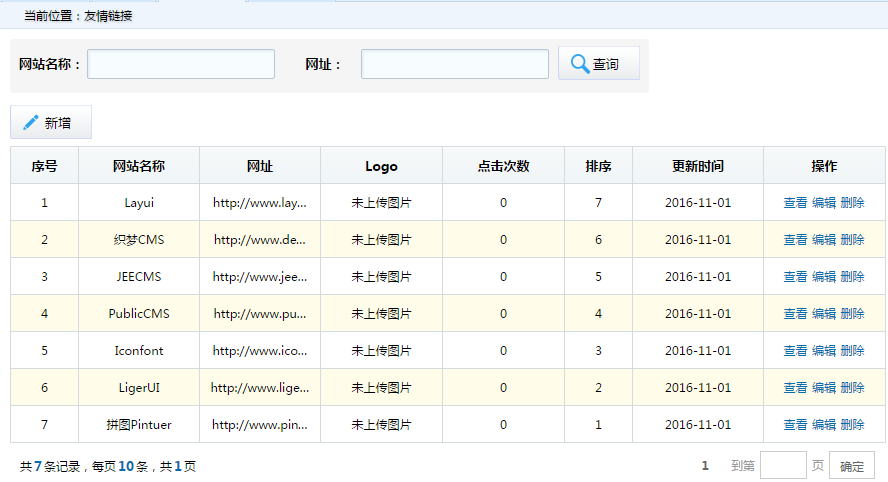 当前位置：友情链接
网站名称： 网址： 查询
新增
序号 网站名称 网址 Logo 点击次数 排序 更新时间 操作
1 Layui http://www.lay... 未上传图片 0 7 2016-11-01 查看 编辑 删除
2 织梦CMS http://www.de... 未上传图片 0 6 2016-11-01 查看 编辑 删除
3 JEECMS http://www.jee... 未上传图片 0 5 2016-11-01 查看 编辑 删除
4 PublicCMS http://www.pu... 未上传图片 0 4 2016-11-01 查看 编辑 删除
5 Iconfont http://www.ico... 未上传图片 0 3 2016-11-01 查看 编辑 删除
6 LigerUI http://www.lige... 未上传图片 0 2 2016-11-01 查看 编辑 删除
7 拼图Pintuer http://www.pin... 未上传图片 0 1 2016-11-01 查看 编辑 删除
共7条记录，每页10条，共1页 1 到第 页 确定